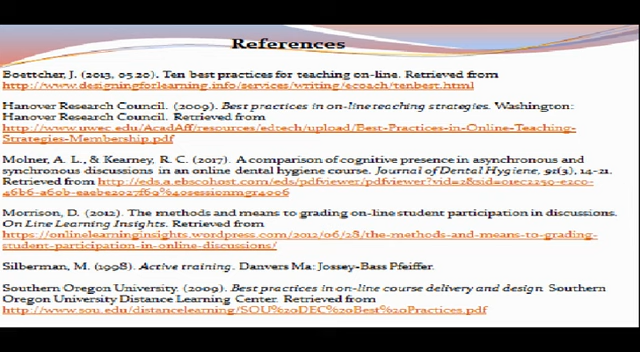 References
Boettcher, J. (2013, 05.20). Ten best practices for teaching on-line. Retrieved from
http://www.designingforlearning.info/services/writing/ecoach/tenbest.html
Hanover Research Council. (2009). Best practices in on-line teaching strategies. Washington:
Hanover Research Council. Retrieved from
http://www.uwec.edu/AcadAff/resources/edtech/upload/Best-Practices-in-Online-Teaching-
Strategies-Membership.pdf
Molner, A. L., & Kearney, R. C. (2017). A comparison of cognitive presence in asynchronous and
synchronous discussions in an online dental hygiene course. Journal of Dental Hygiene, 91(3), 14-21.
Retrieved from
Morrison, D. (2012). The methods and means to grading on-line student participation in discussions.
On Line Learning Insights. Retrieved from
https://onlinelearninginsights.wordpress.com/2012/06/28/the-methods-and-means-to-grading-
student-participation-in-online-discussions/
Silberman, M. (1998). Active training. Danvers Ma: Jossey-Bass Pfeiffer.
Southern Oregon University. (2009). Best practices in on-line course delivery and design. Southern
Oregon University Distance Learning Center. Retrieved from
http://www.sou.edu/distancelearning/SOU%20DEC%20Best%20Practices.pdf